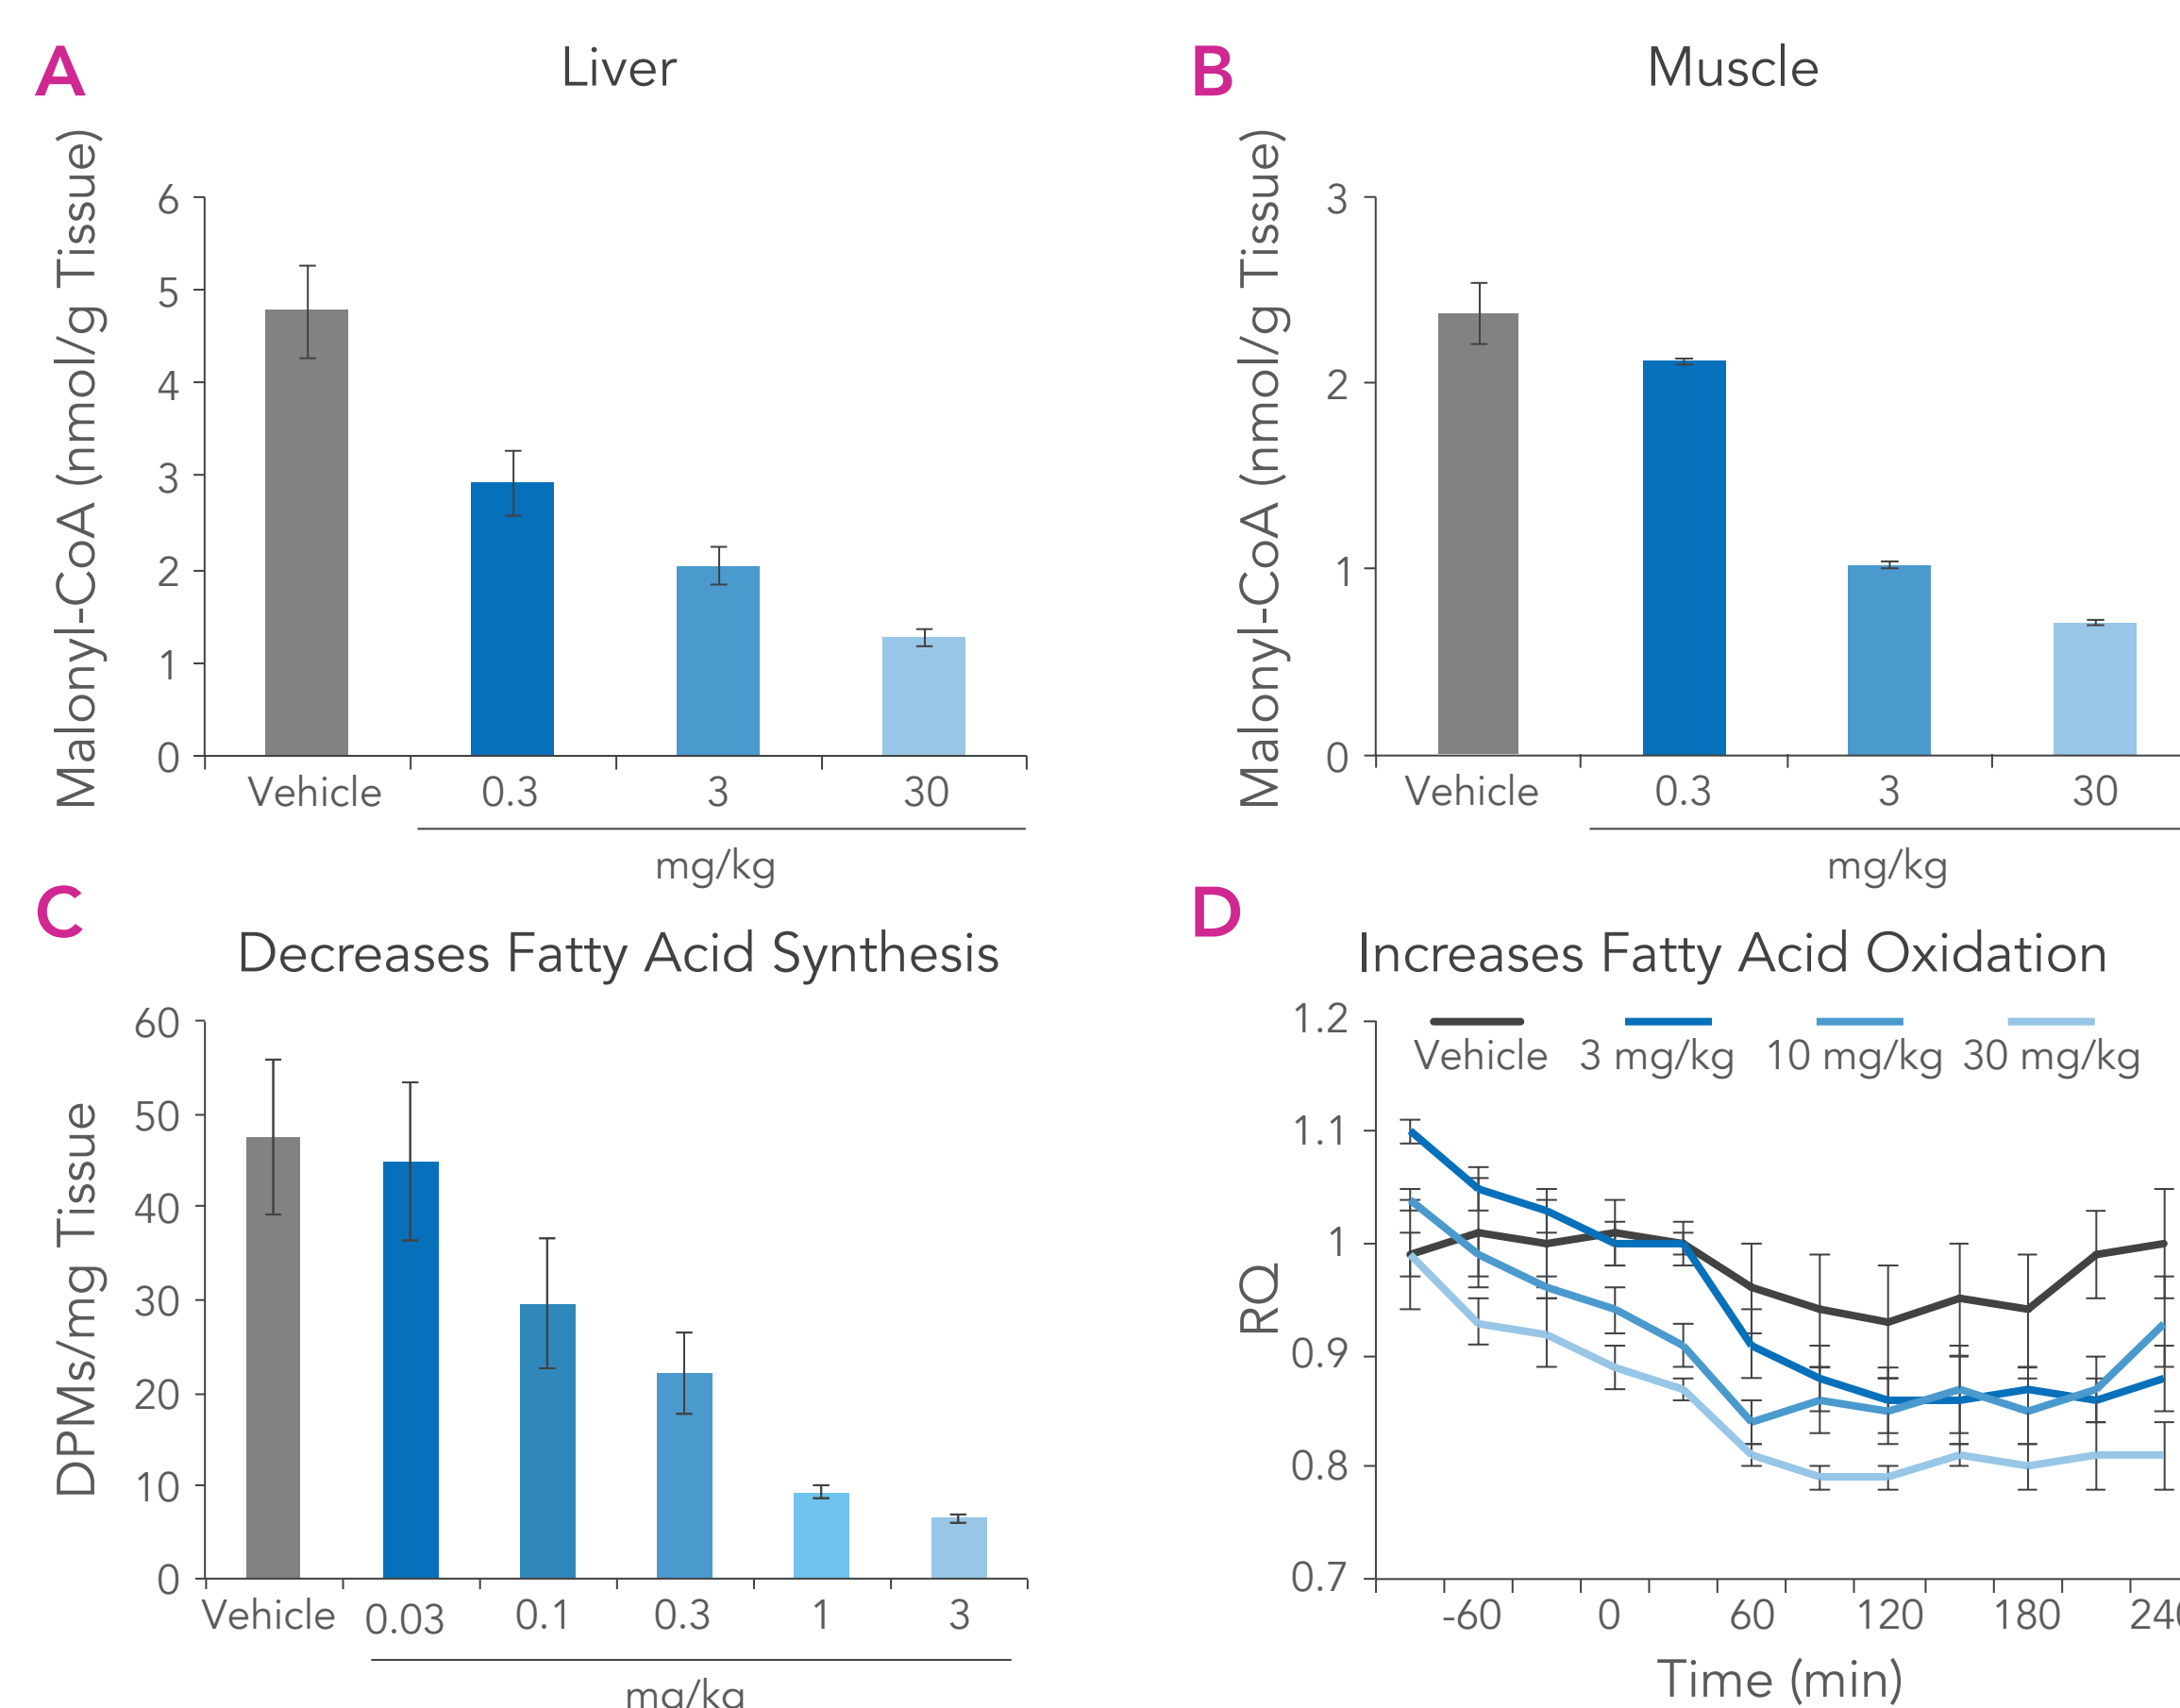 A
Liver
Malonyl-CoA (nmol/g Tissue)
6
5
4
3
2
1
0
Vehicle 0.3 3 30
mg/kg
B
Muscle
Malonyl-CoA (nmol/g Tissue)
3
2
1
0
Vehicle 0.3 3 30
mg/kg
C
Decreases Fatty Acid Synthesis
DPMs/mg Tissue
60
50
40
30
20
10
0
Vehicle 0.03 0.1 0.3 1 3
mg/kg
D
Increases Fatty Acid Oxidation
Vehicle 3 mg/kg 10 mg/kg 30 mg/kg
RQ
1.2
1.1
1
0.9
0.8
0.7
-60 0 60 120 180 240
Time (min)